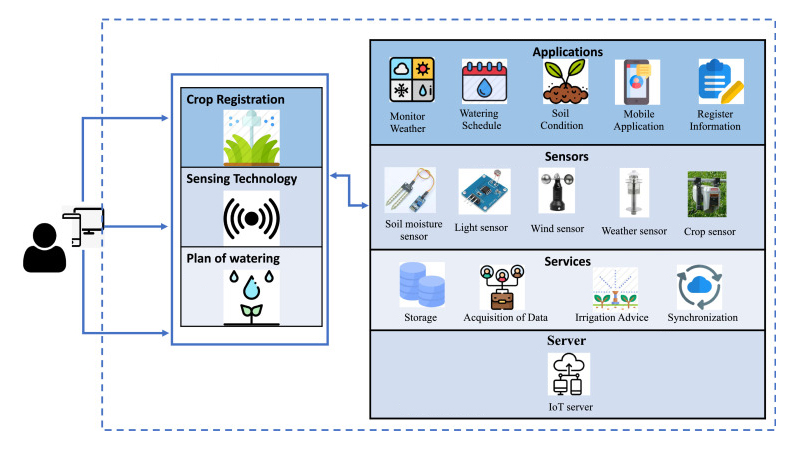 Crop Registration
Sensing Technology
Plan of watering
Applications
Monitor
Weather
Watering
Schedule
Soil
Condition
Mobile
Application
Register
Information
Sensors
Soil moisture
sensor
Light sensor
Wind sensor
Weather sensor
Crop sensor
Services
Storage
Acquisition of Data
Irrigation Advice
Synchronization
Server
IoT server